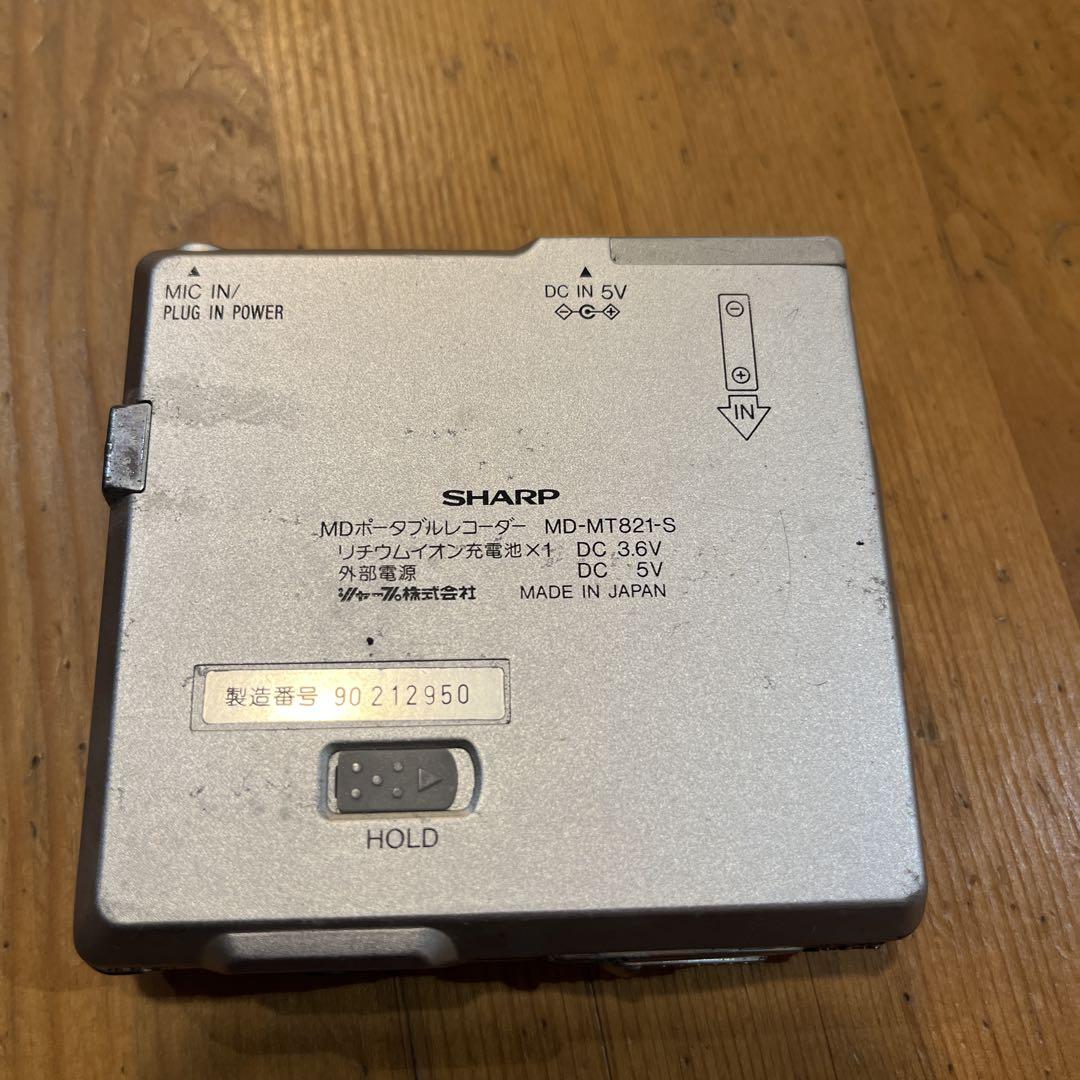 MIC IN/
PLUG IN POWER
DC IN 5V
IN
SHARP
MDポータブルレコーダー MD-MT821-S
リチウムイオン充電池×1 DC 3.6V
外部電源 DC 5V
シャープ株式会社 MADE IN JAPAN
製造番号 90212950
HOLD